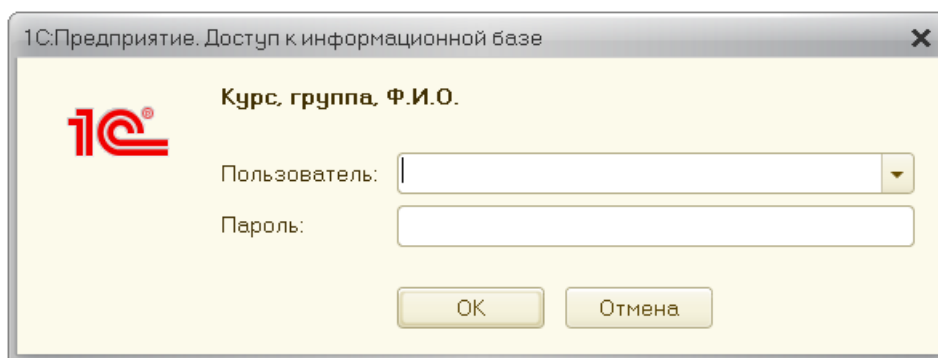 1С:Предприятие. Доступ к информационной базе
1С®
Курс, группа, Ф.И.О.
Пользователь:
Пароль:
OK
Отмена